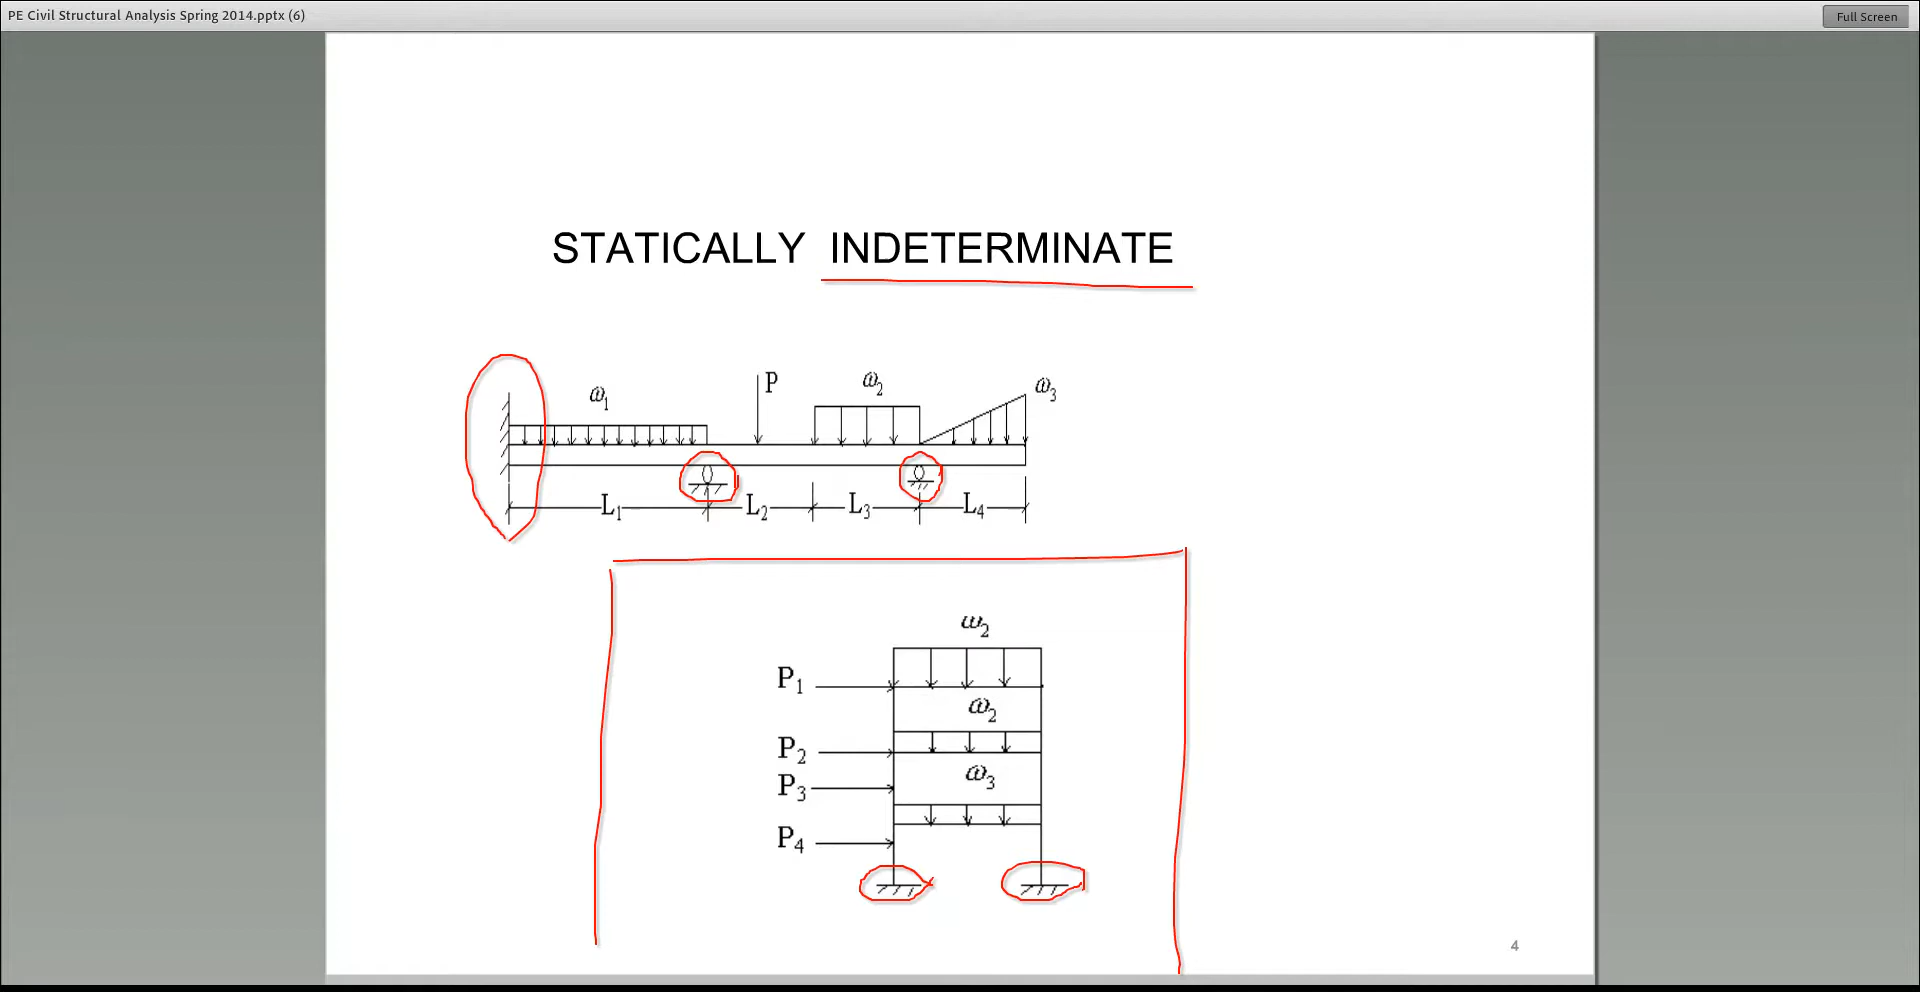 PE Civil Structural Analysis Spring 2014.pptx (6)
Full Screen
STATICALLY INDETERMINATE
ω1 P ω2 ω3
L1 L2 L3 L4
ω2
P1
ω2
P2
ω3
P3
P4
4